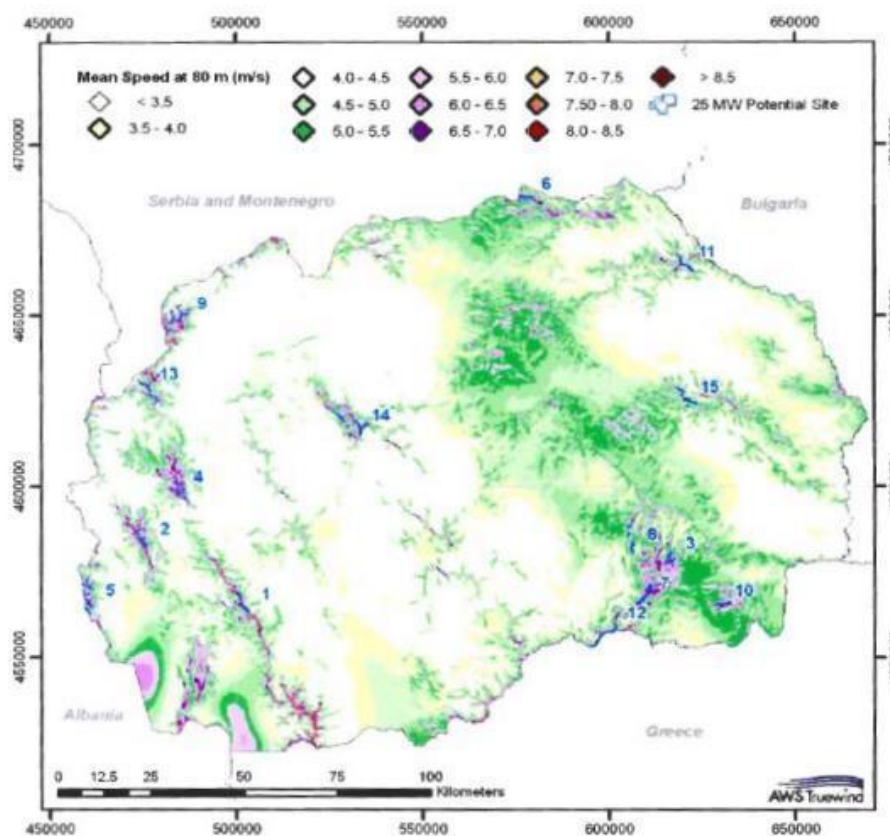 450000 500000 550000 600000 650000
Mean Speed at 80 m (m/s)
< 3.5
3.5 - 4.0
4.0 - 4.5
4.5 - 5.0
5.0 - 5.5
5.5 - 6.0
6.0 - 6.5
6.5 - 7.0
7.0 - 7.5
7.50 - 8.0
8.0 - 8.5
> 8.5
25 MW Potential Site
4700000 4700000
Serbia and Montenegro
6
Bulgaria
11
4650000 4650000
9
13
15
14
4
4600000 4600000
2
8
3
5
1
7
10
12
4550000 4550000
Albania
Greece
0 12.5 25 50 75 100
Kilometers
AWS Truewind
450000 500000 550000 600000 650000